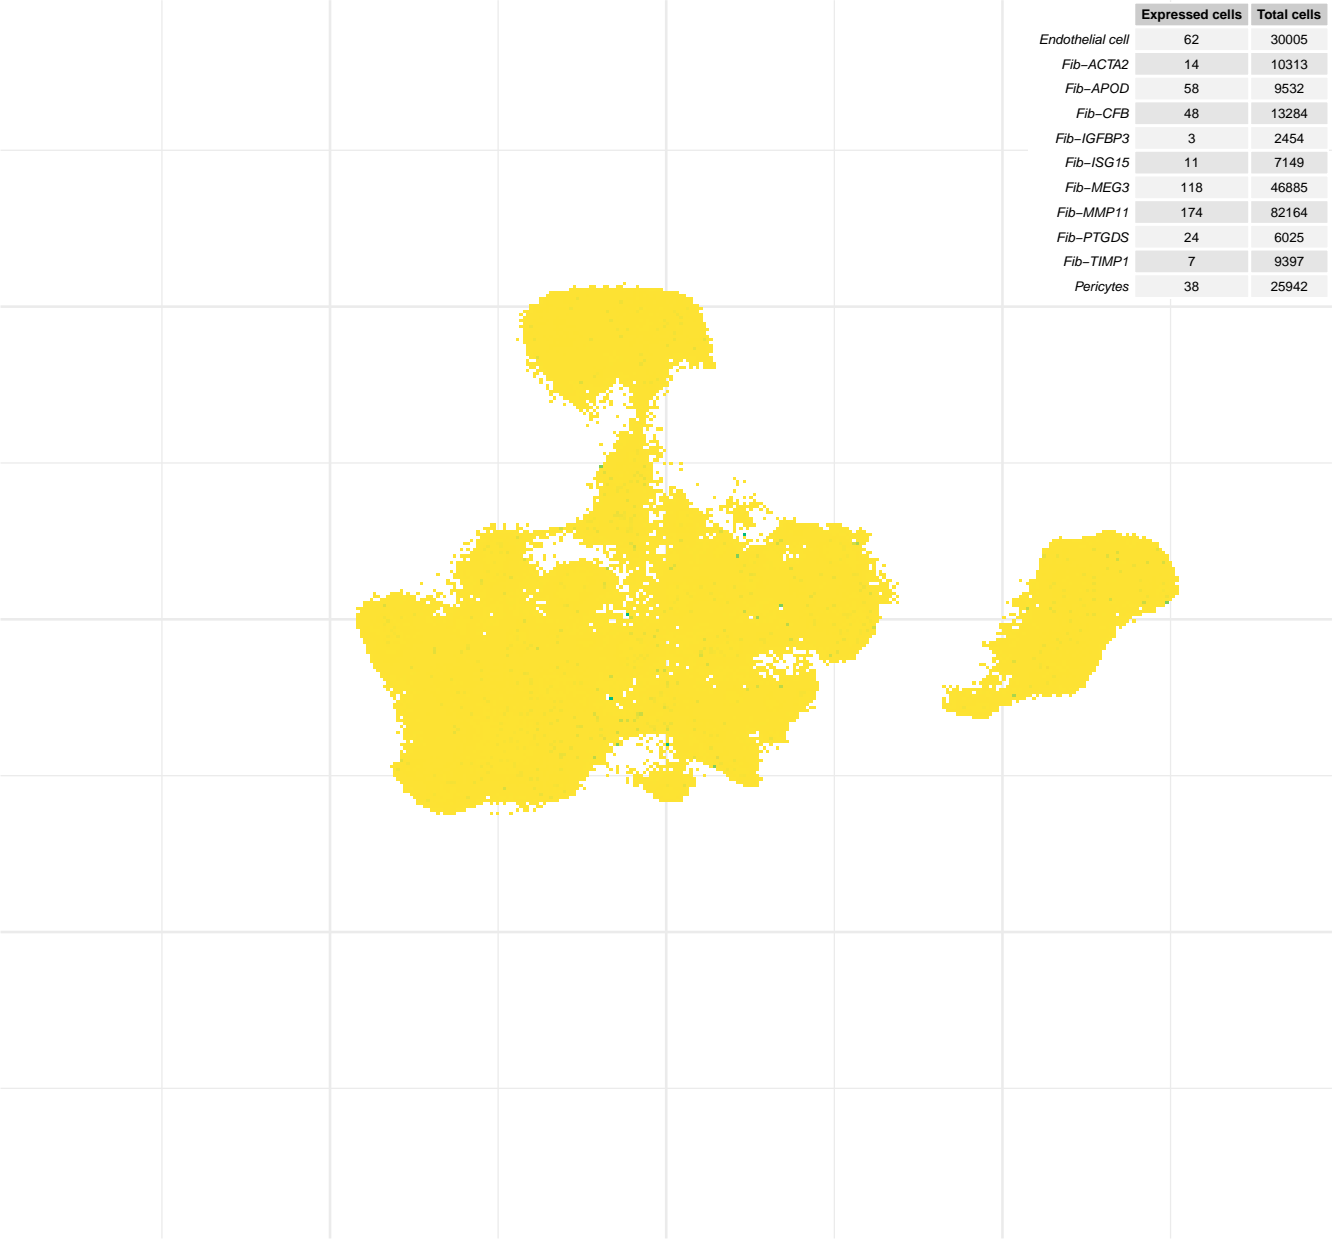 Expressed cells Total cells
Endothelial cell 62 30005
Fib−ACTA2 14 10313
Fib−APOD 58 9532
Fib−CFB 48 13284
Fib−IGFBP3 3 2454
Fib−ISG15 11 7149
Fib−MEG3 118 46885
Fib−MMP11 174 82164
Fib−PTGDS 24 6025
Fib−TIMP1 7 9397
Pericytes 38 25942